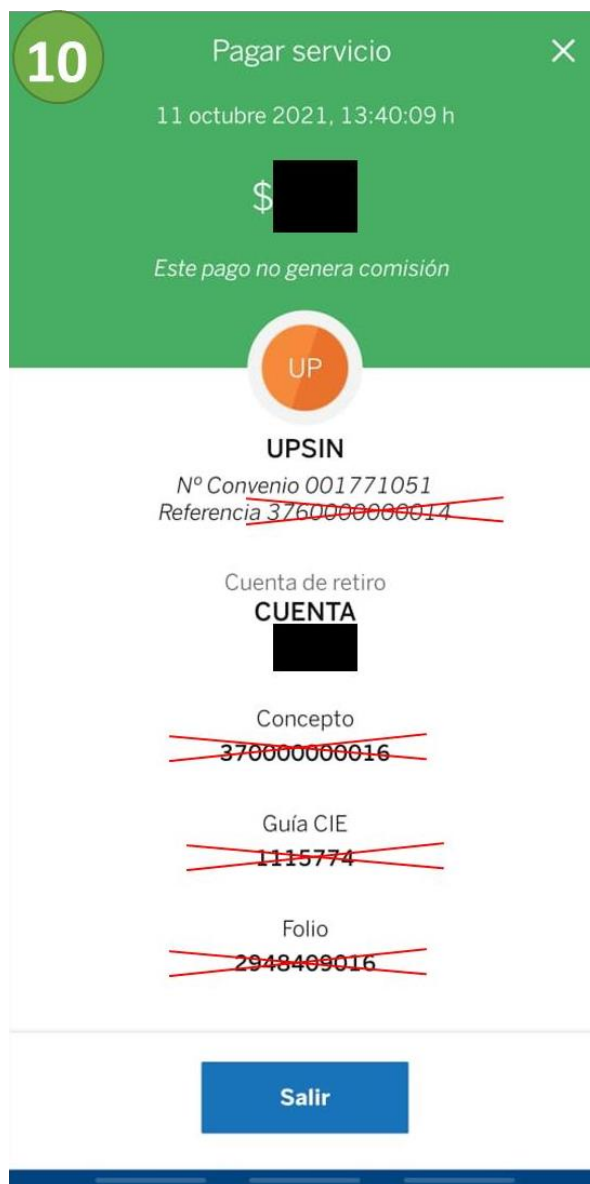 10
Pagar servicio
11 octubre 2021, 13:40:09 h
$
Este pago no genera comisión
UP
UPSIN
Nº Convenio 001771051
Referencia 3760000000014
Cuenta de retiro
CUENTA
Concepto
370000000016
Guía CIE
1115774
Folio
2948409016
Salir